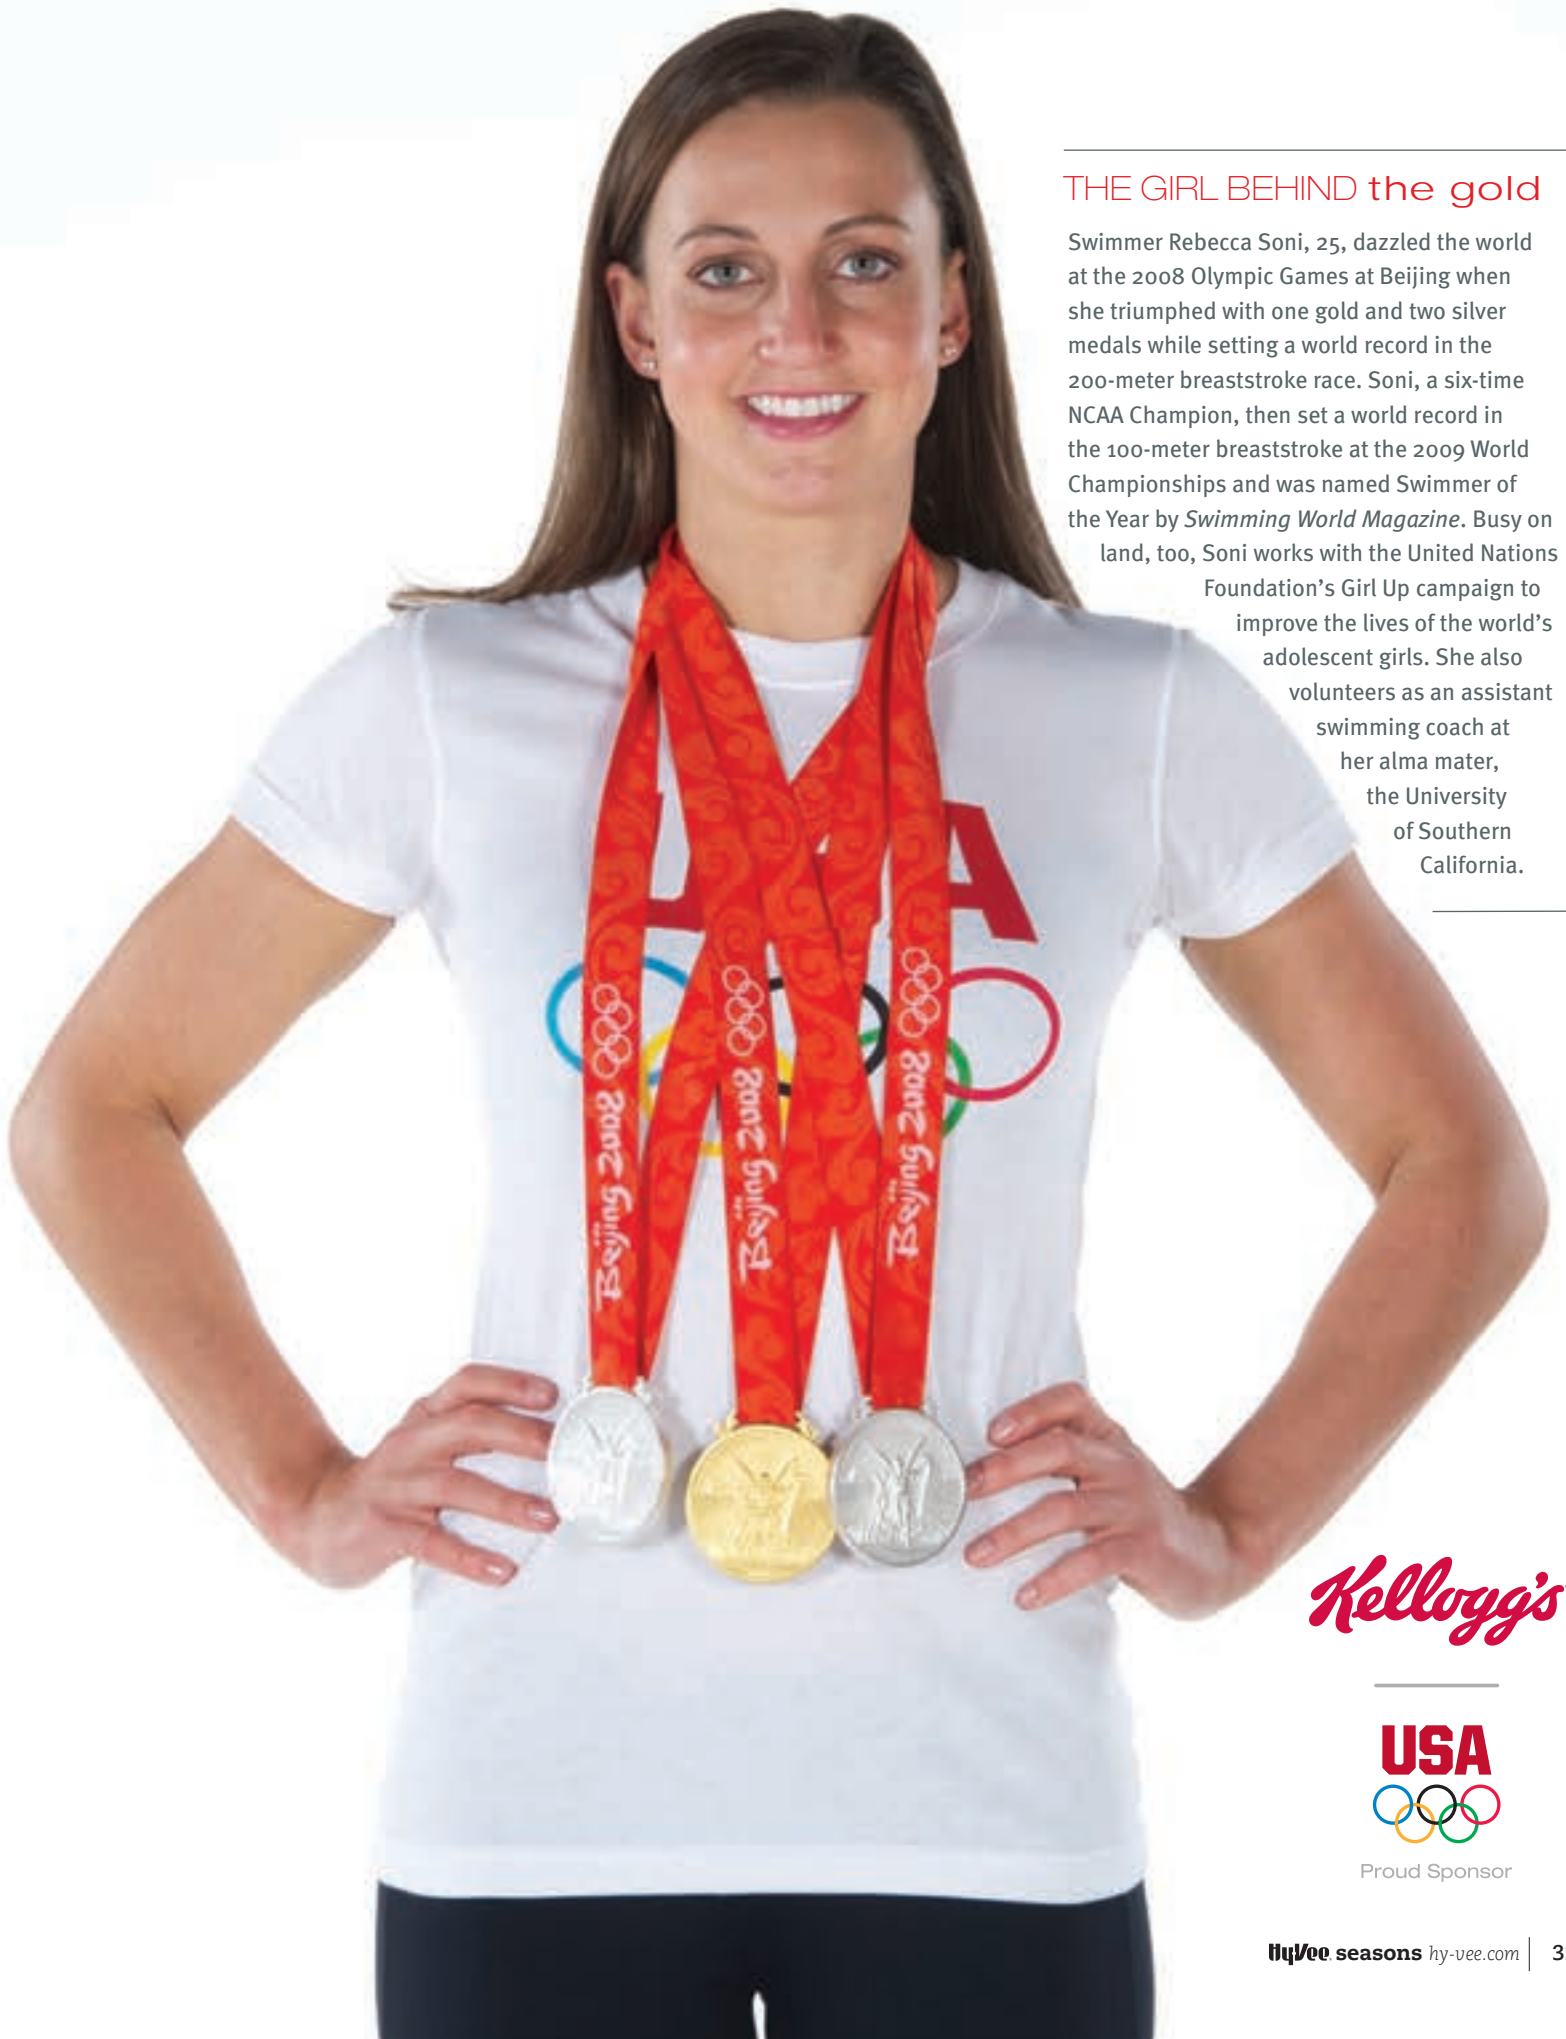 THE GIRL BEHIND the gold
Swimmer Rebecca Soni, 25, dazzled the world
at the 2008 Olympic Games at Beijing when
she triumphed with one gold and two silver
medals while setting a world record in the
200-meter breaststroke race. Soni, a six-time
NCAA Champion, then set a world record in
the 100-meter breaststroke at the 2009 World
Championships and was named Swimmer of
the Year by Swimming World Magazine. Busy on
land, too, Soni works with the United Nations
Foundation’s Girl Up campaign to
improve the lives of the world’s
adolescent girls. She also
volunteers as an assistant
swimming coach at
her alma mater,
the University
of Southern
California.
Beijing 2008
Beijing 2008
Beijing 2008
Kellogg's
USA
Proud Sponsor
HyVee seasons hy-vee.com | 3